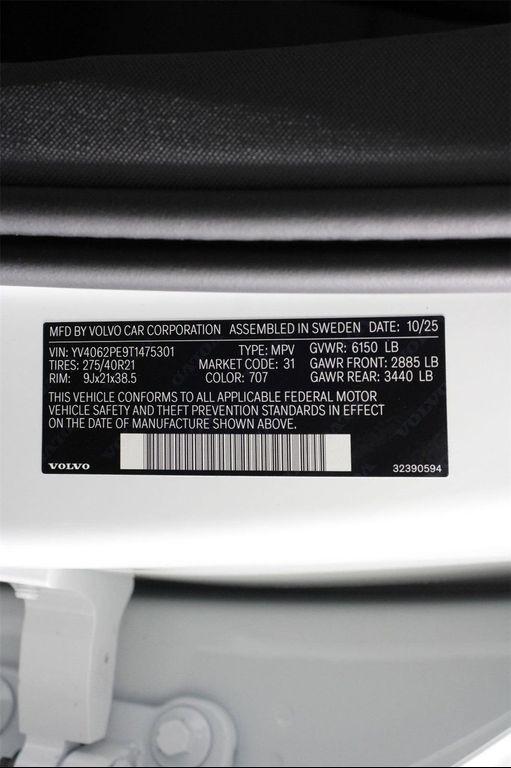 MFD BY VOLVO CAR CORPORATION ASSEMBLED IN SWEDEN DATE: 10/25
VIN: YV4062PE9T1475301 TYPE: MPV GVWR: 6150 LB
TIRES: 275/40R21 MARKET CODE: 31 GAWR FRONT: 2885 LB
RIM: 9Jx21x38.5 COLOR: 707 GAWR REAR: 3440 LB
THIS VEHICLE CONFORMS TO ALL APPLICABLE FEDERAL MOTOR
VEHICLE SAFETY AND THEFT PREVENTION STANDARDS IN EFFECT
ON THE DATE OF MANUFACTURE SHOWN ABOVE.
VOLVO 32390594